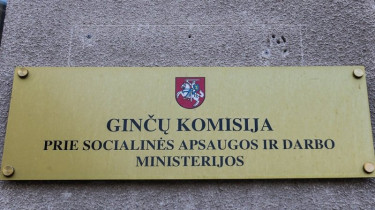 GINČŲ KOMISIJA
PRIE SOCIALINĖS APSAUGOS IR DARBO
MINISTERIJOS